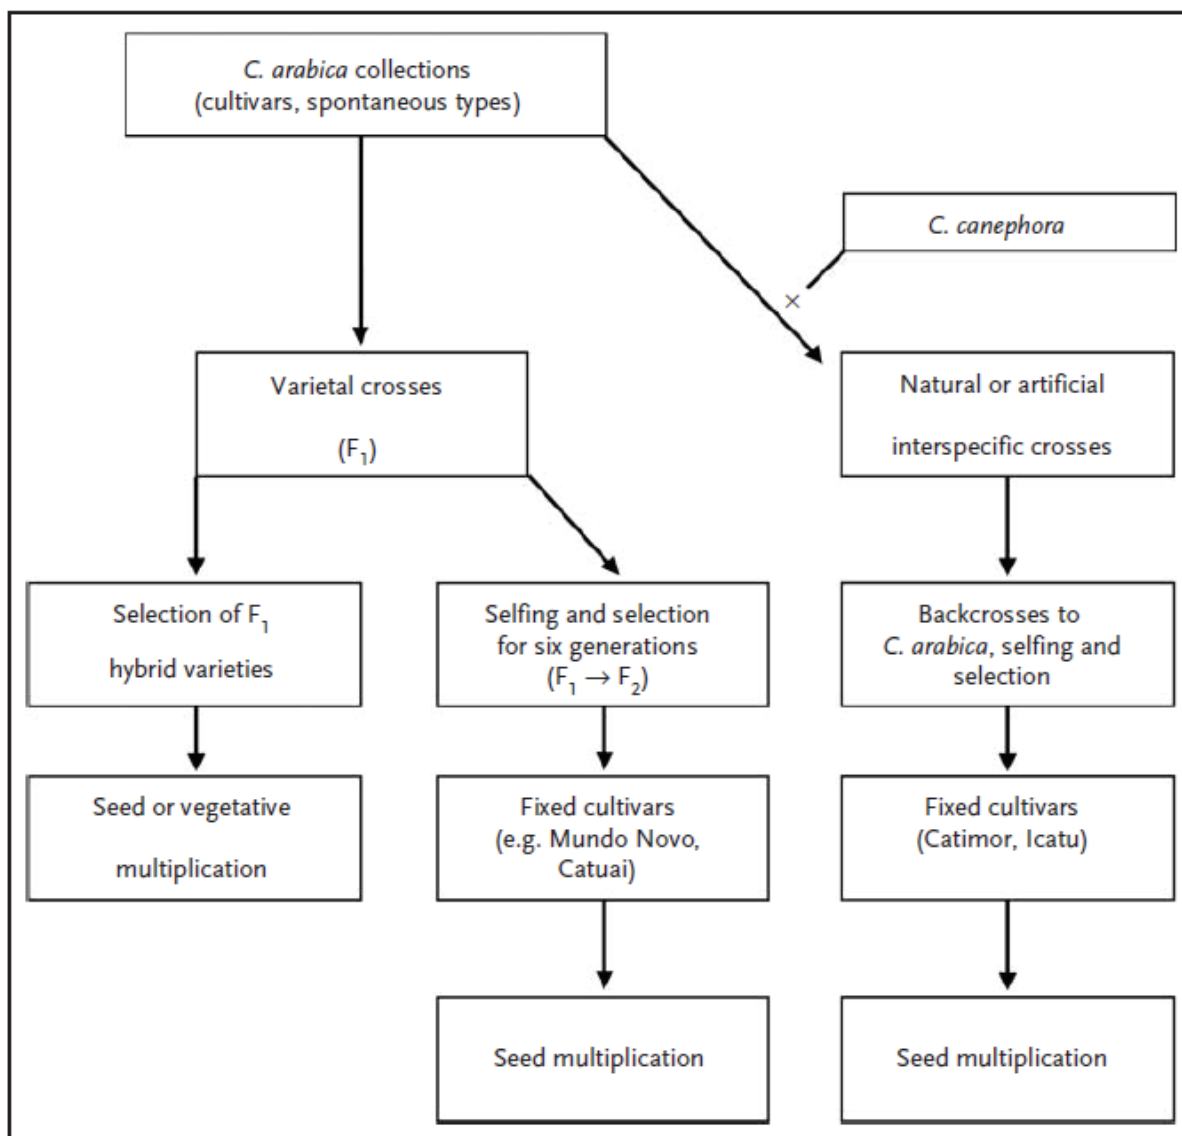 C. arabica collections
(cultivars, spontaneous types)
C. canephora
×
Varietal crosses
(F₁)
Natural or artificial
interspecific crosses
Selection of F₁
hybrid varieties
Selfing and selection
for six generations
(F₁ → F₂)
Backcrosses to
C. arabica, selfing and
selection
Seed or vegetative
multiplication
Fixed cultivars
(e.g. Mundo Novo,
Catuai)
Fixed cultivars
(Catimor, Icatu)
Seed multiplication
Seed multiplication